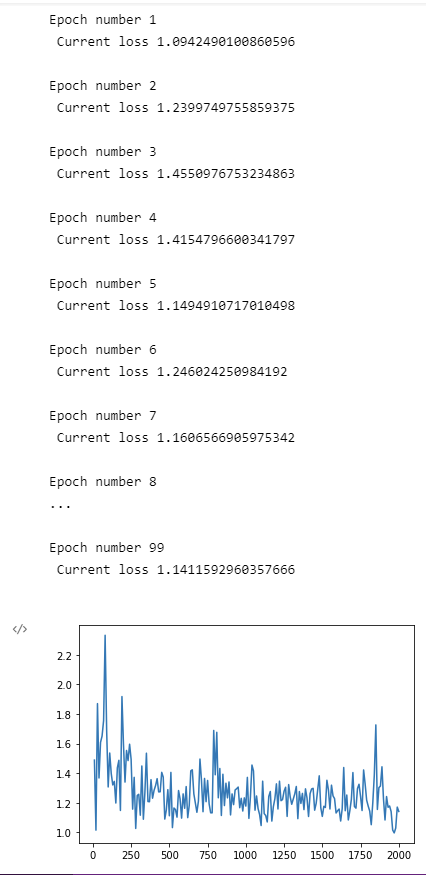 Epoch number 1
Current loss 1.0942490100860596
Epoch number 2
Current loss 1.2399749755859375
Epoch number 3
Current loss 1.4550976753234863
Epoch number 4
Current loss 1.4154796600341797
Epoch number 5
Current loss 1.1494910717010498
Epoch number 6
Current loss 1.246024250984192
Epoch number 7
Current loss 1.1606566905975342
Epoch number 8
...
Epoch number 99
Current loss 1.1411592960357666
</>
2.2
2.0
1.8
1.6
1.4
1.2
1.0
0 250 500 750 1000 1250 1500 1750 2000